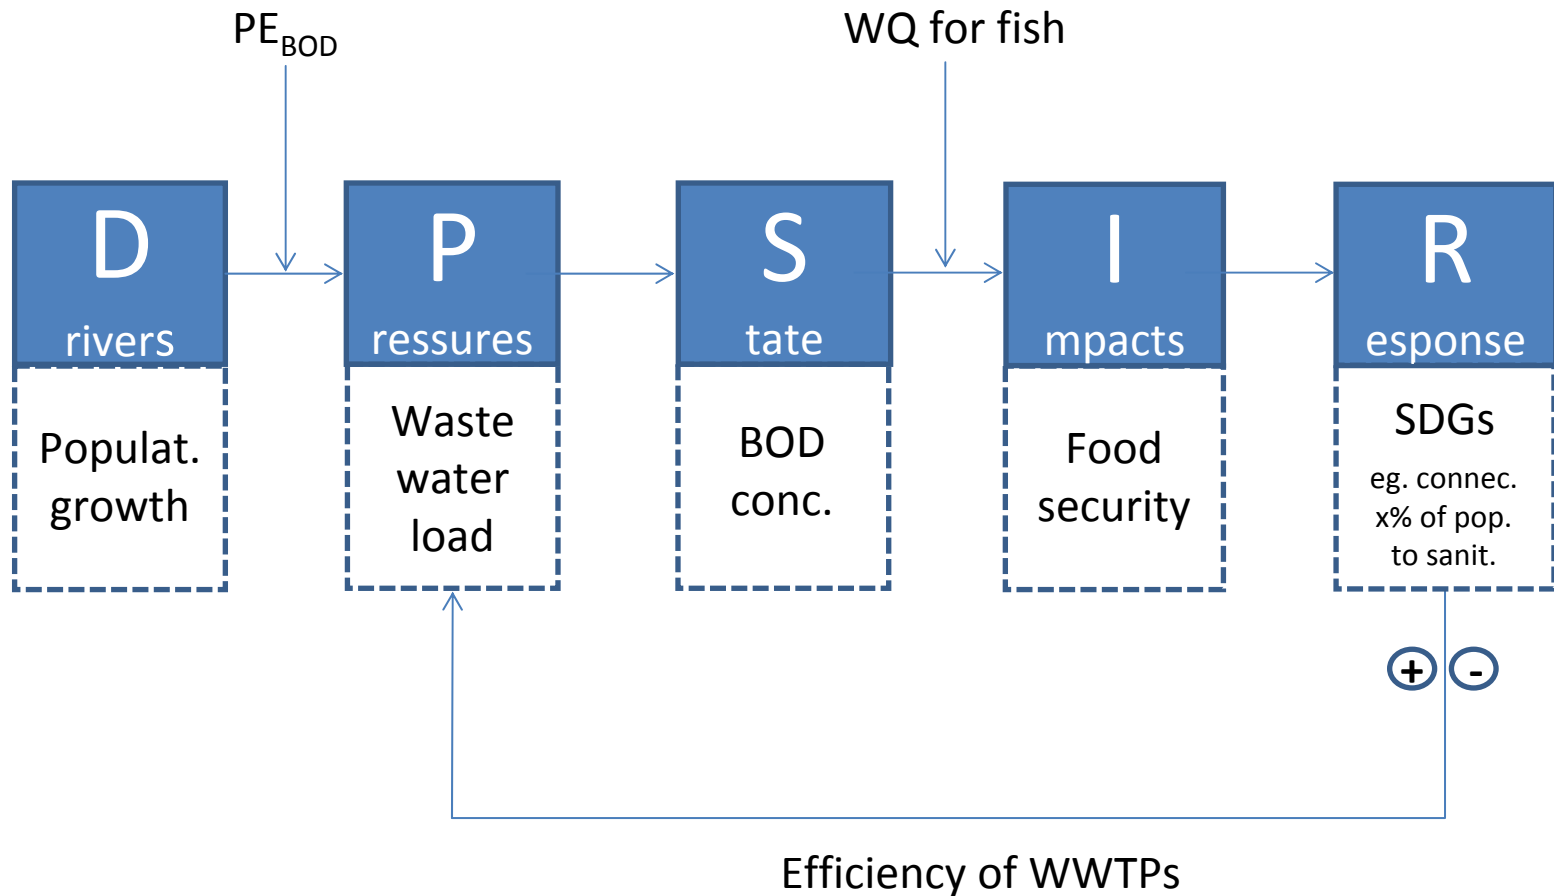 PE_BOD
WQ for fish
D
rivers
P
ressures
S
tate
I
mpacts
R
esponse
Populat.
growth
Waste
water
load
BOD
conc.
Food
security
SDGs
eg. connec.
x% of pop.
to sanit.
+ -
Efficiency of WWTPs